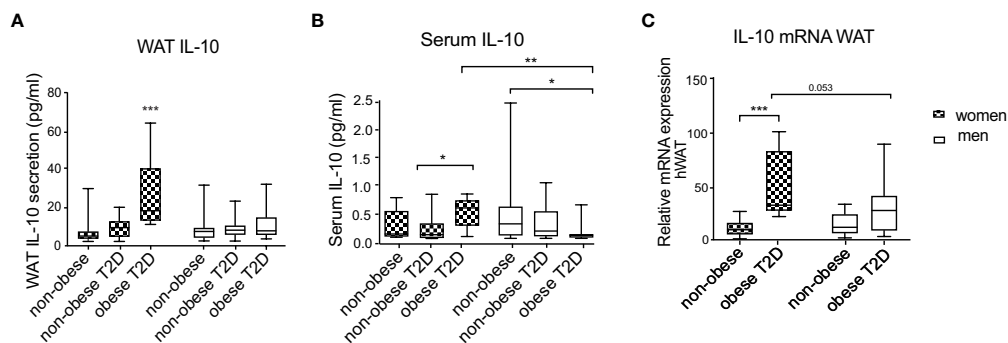 A
WAT IL-10
WAT IL-10 secretion (pg/ml)
80
60
40
20
0
***
non-obese
non-obese T2D
obese T2D
non-obese
non-obese T2D
obese T2D
B
Serum IL-10
Serum IL-10 (pg/ml)
2.5
2.0
1.5
1.0
0.5
0.0
**
*
*
non-obese
non-obese T2D
obese T2D
non-obese
non-obese T2D
obese T2D
C
IL-10 mRNA WAT
Relative mRNA expression
hWAT
150
100
50
0
0.053
***
non-obese
obese T2D
non-obese
obese T2D
women
men